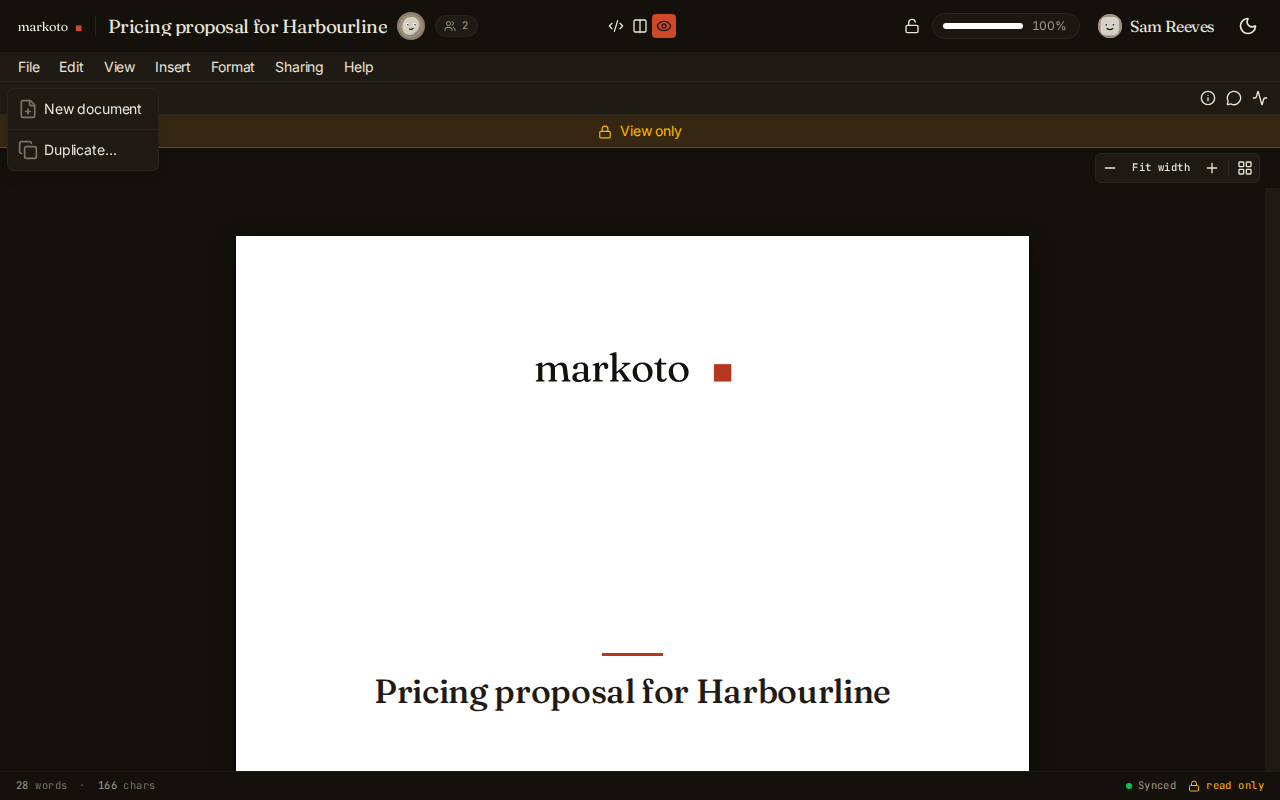 markoto
Pricing proposal for Harbourline
2
100%
Sam Reeves
File Edit View Insert Format Sharing Help
New document
Duplicate...
View only
Fit width
markoto
Pricing proposal for Harbourline
28 words · 166 chars
Synced
read only